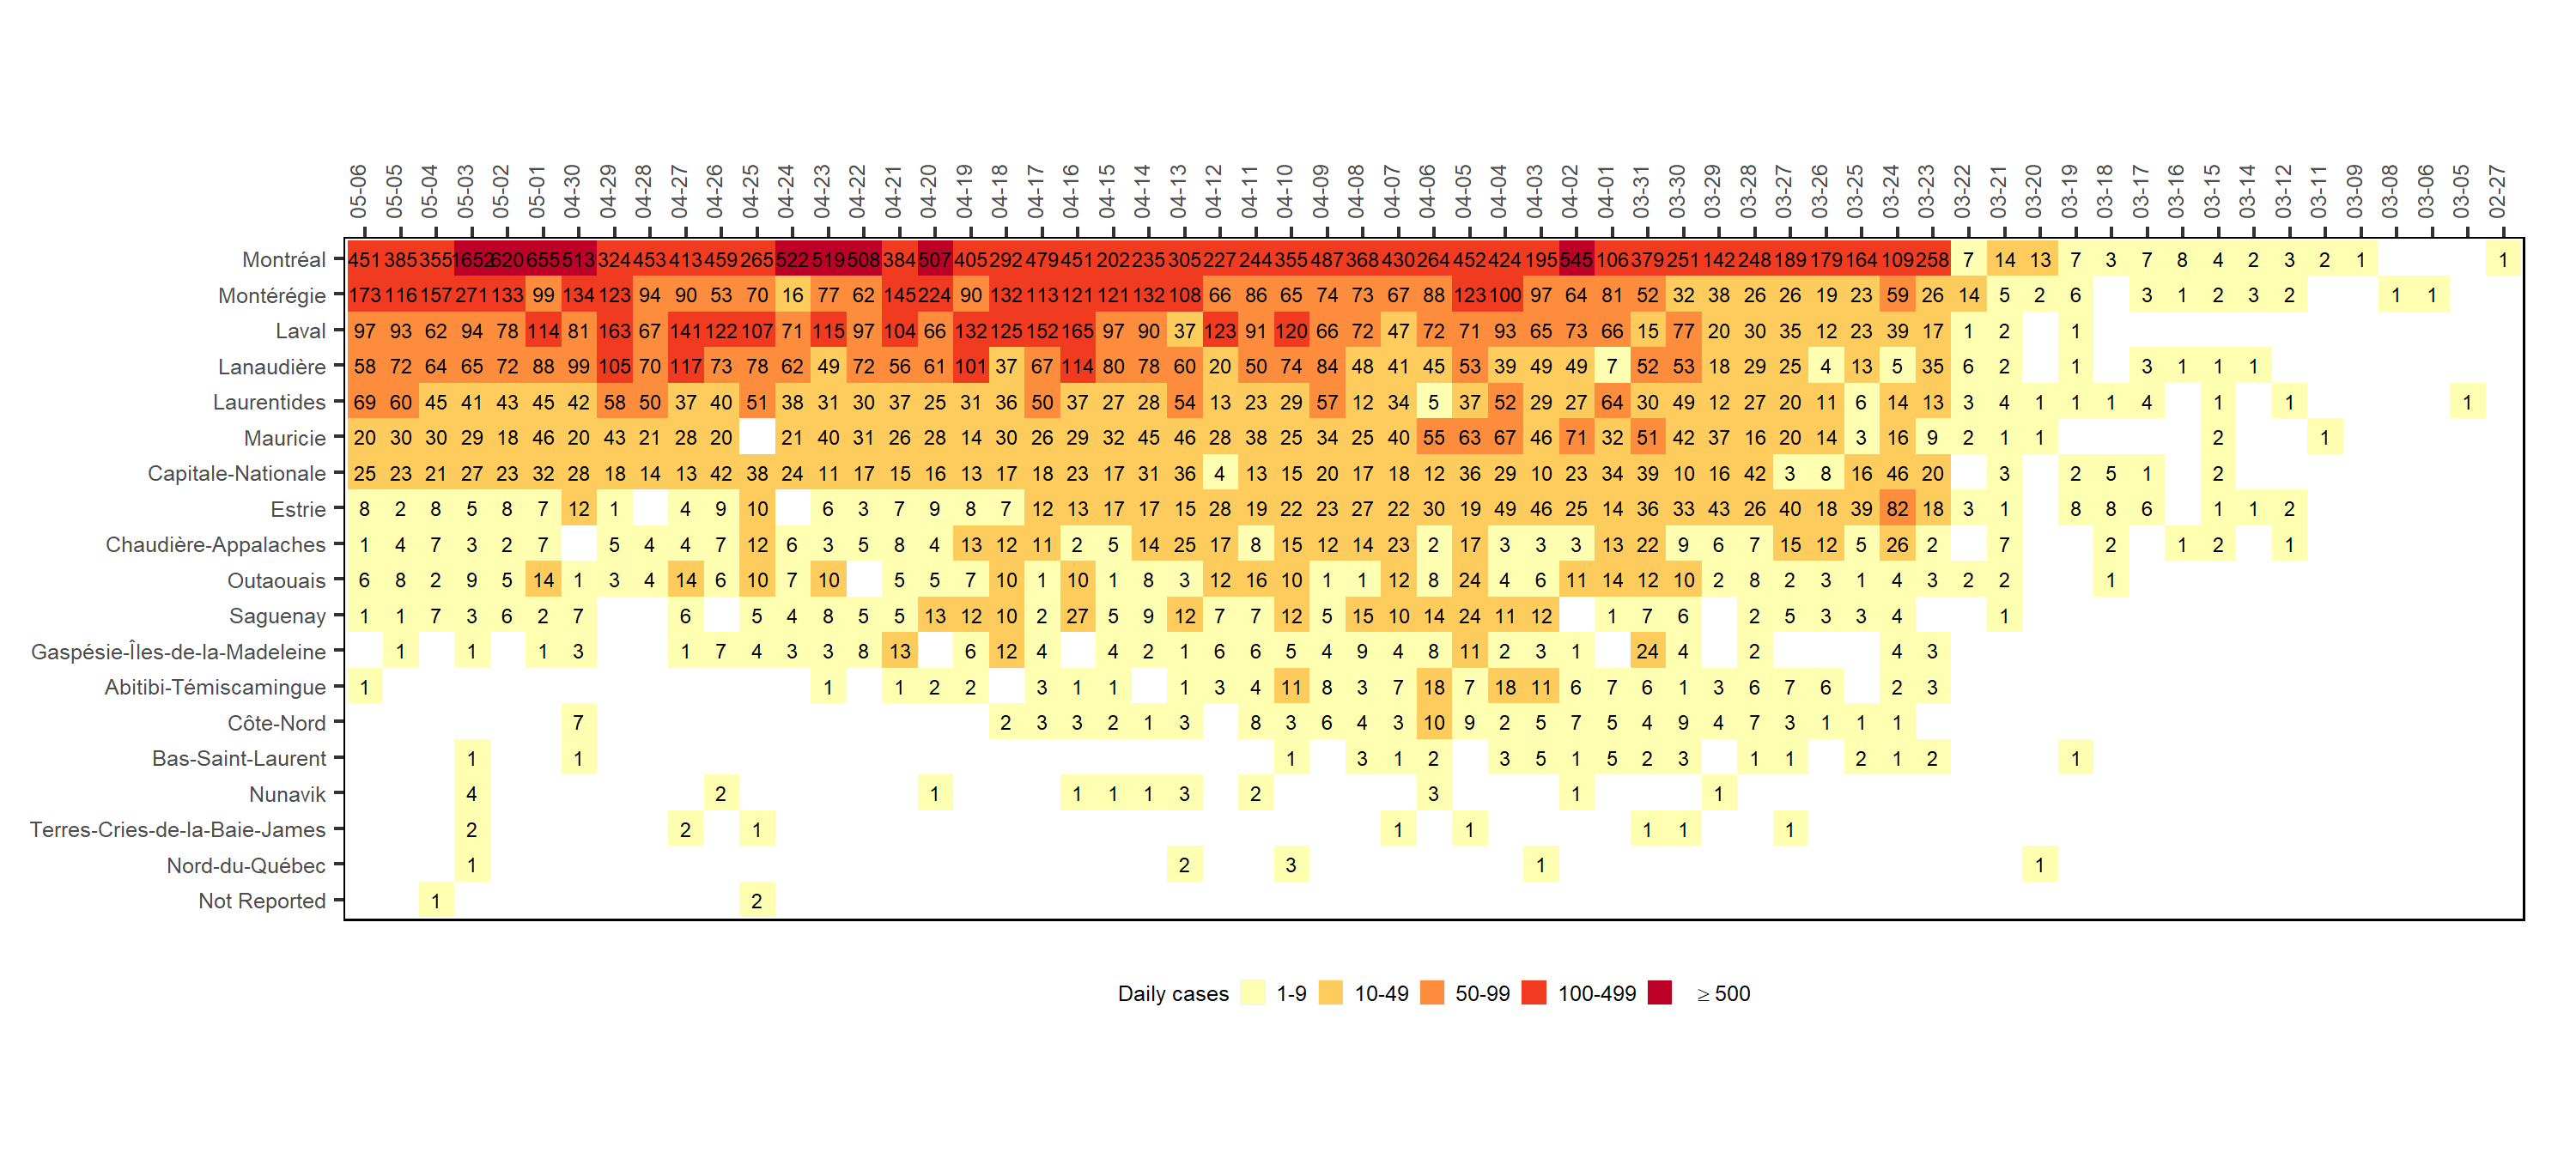 05-06 05-05 05-04 05-03 05-02 05-01 04-30 04-29 04-28 04-27 04-26 04-25 04-24 04-23 04-22 04-21 04-20 04-19 04-18 04-17 04-16 04-15 04-14 04-13 04-12 04-11 04-10 04-09 04-08 04-07 04-06 04-05 04-04 04-03 04-02 04-01 03-31 03-30 03-29 03-28 03-27 03-26 03-25 03-24 03-23 03-22 03-21 03-20 03-19 03-18 03-17 03-16 03-15 03-14 03-12 03-11 03-09 03-08 03-06 03-05 02-27
Montréal 451 385 355 1652 620 655 513 324 453 413 459 265 522 519 508 384 507 405 292 479 451 202 235 305 227 244 355 487 368 430 264 452 424 195 545 106 379 251 142 248 189 179 164 109 258 7 14 13 7 3 7 8 4 2 3 2 1 1
Montérégie 173 116 157 271 133 99 134 123 94 90 53 70 16 77 62 145 224 90 132 113 121 121 132 108 66 86 65 74 73 67 88 123 100 97 64 81 52 32 38 26 26 19 23 59 26 14 5 2 6 3 1 2 3 2 1 1
Laval 97 93 62 94 78 114 81 163 67 141 122 107 71 115 97 104 66 132 125 152 165 97 90 37 123 91 120 66 72 47 72 71 93 65 73 66 15 77 20 30 35 12 23 39 17 1 2 1
Lanaudière 58 72 64 65 72 88 99 105 70 117 73 78 62 49 72 56 61 101 37 67 114 80 78 60 20 50 74 84 48 41 45 53 39 49 49 7 52 53 18 29 25 4 13 5 35 6 2 1 3 1 1 1
Laurentides 69 60 45 41 43 45 42 58 50 37 40 51 38 31 30 37 25 31 36 50 37 27 28 54 13 23 29 57 12 34 5 37 52 29 27 64 30 49 12 27 20 11 6 14 13 3 4 1 1 1 4 1 1 1
Mauricie 20 30 30 29 18 46 20 43 21 28 20 21 40 31 26 28 14 30 26 29 32 45 46 28 38 25 34 25 40 55 63 67 46 71 32 51 42 37 16 20 14 3 16 9 2 1 1 2 1
Capitale-Nationale 25 23 21 27 23 32 28 18 14 13 42 38 24 11 17 15 16 13 17 18 23 17 31 36 4 13 15 20 17 18 12 36 29 10 23 34 39 10 16 42 3 8 16 46 20 3 2 5 1 2
Estrie 8 2 8 5 8 7 12 1 4 9 10 6 3 7 9 8 7 12 13 17 17 15 28 19 22 23 27 22 30 19 49 46 25 14 36 33 43 26 40 18 39 82 18 3 1 8 8 6 1 1 2
Chaudière-Appalaches 1 4 7 3 2 7 5 4 4 7 12 6 3 5 8 4 13 12 11 2 5 14 25 17 8 15 12 14 23 2 17 3 3 3 13 22 9 6 7 15 12 5 26 2 7 2 1 2 1
Outaouais 6 8 2 9 5 14 1 3 4 14 6 10 7 10 5 5 7 10 1 10 1 8 3 12 16 10 1 1 12 8 24 4 6 11 14 12 10 2 8 2 3 1 4 3 2 2 1
Saguenay 1 1 7 3 6 2 7 6 5 4 8 5 5 13 12 10 2 27 5 9 12 7 7 12 5 15 10 14 24 11 12 1 7 6 2 5 3 3 4 1
Gaspésie-Îles-de-la-Madeleine 1 1 1 3 1 7 4 3 3 8 13 6 12 4 4 2 1 6 6 5 4 9 4 8 11 2 3 1 24 4 2 4 3
Abitibi-Témiscamingue 1 1 1 2 2 3 1 1 1 3 4 11 8 3 7 18 7 18 11 6 7 6 1 3 6 7 6 2 3
Côte-Nord 7 2 3 3 2 1 3 8 3 6 4 3 10 9 2 5 7 5 4 9 4 7 3 1 1 1
Bas-Saint-Laurent 1 1 1 3 1 2 3 5 1 5 2 3 1 1 2 1 2 1
Nunavik 4 2 1 1 1 1 3 2 3 1 1
Terres-Cries-de-la-Baie-James 2 2 1 1 1 1 1 1
Nord-du-Québec 1 2 3 1 1
Not Reported 1 2
Daily cases 1-9 10-49 50-99 100-499 ≥ 500